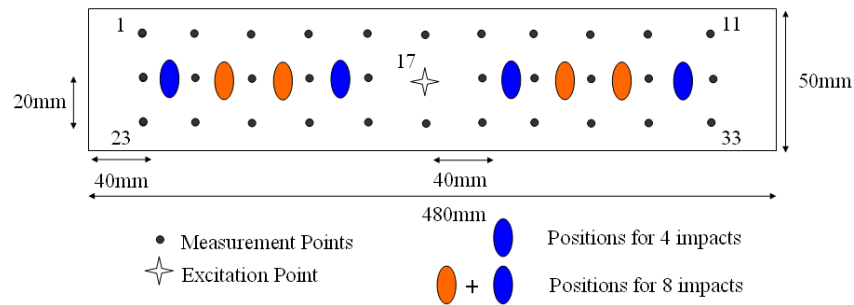 1
11
17
50mm
20mm
23
33
40mm
40mm
480mm
Measurement Points
Positions for 4 impacts
Excitation Point
+
Positions for 8 impacts